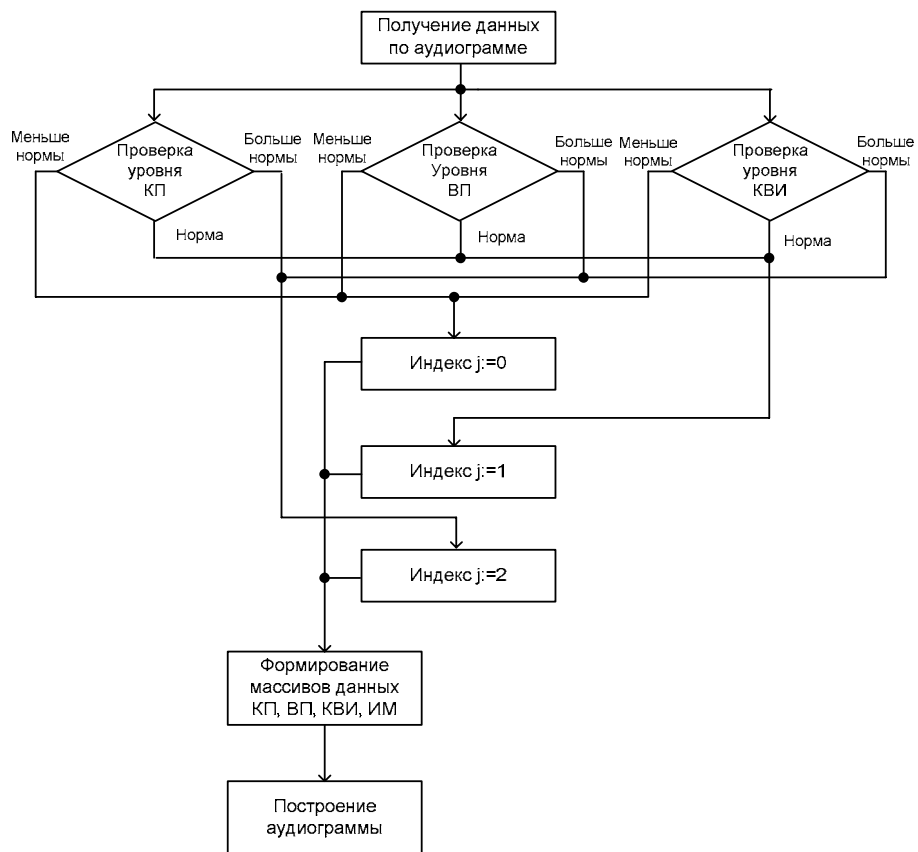 Получение данных
по аудиограмме
Меньше
нормы
Проверка
уровня
КП
Больше
нормы
Меньше
нормы
Проверка
Уровня
ВП
Больше
нормы
Меньше
нормы
Проверка
уровня
КВИ
Больше
нормы
Норма
Норма
Норма
Индекс j:=0
Индекс j:=1
Индекс j:=2
Формирование
массивов данных
КП, ВП, КВИ, ИМ
Построение
аудиограммы